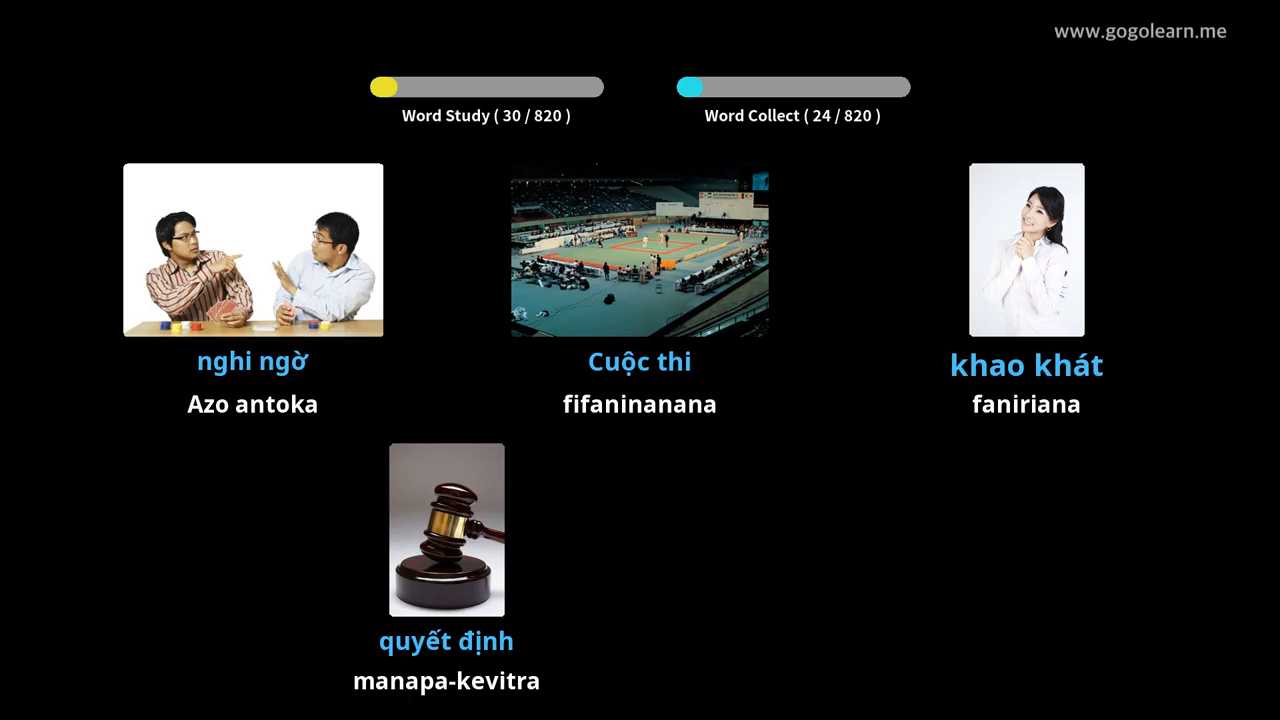 www.gogolearn.me
Word Study ( 30 / 820 )
Word Collect ( 24 / 820 )
nghi ngờ
Azo antoka
Cuộc thi
fifaninanana
khao khát
faniriana
quyết định
manapa-kevitra